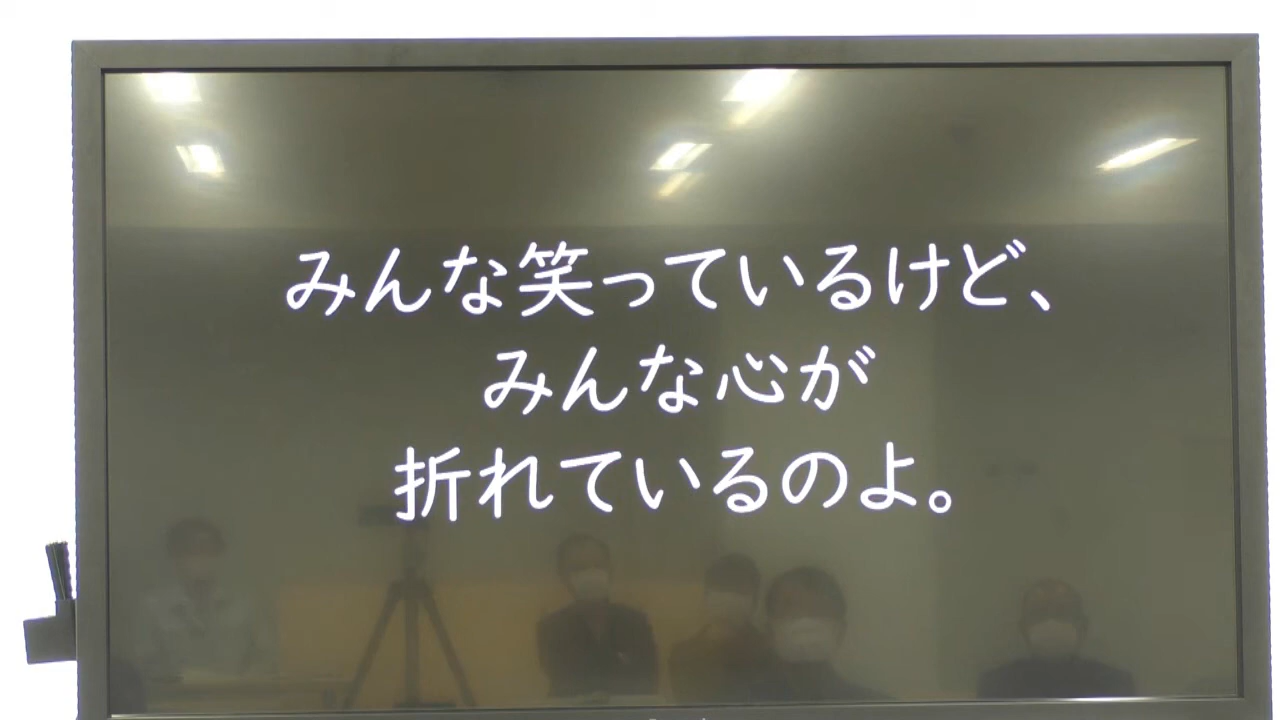 みんな笑っているけど、
みんな心が
折れているのよ。